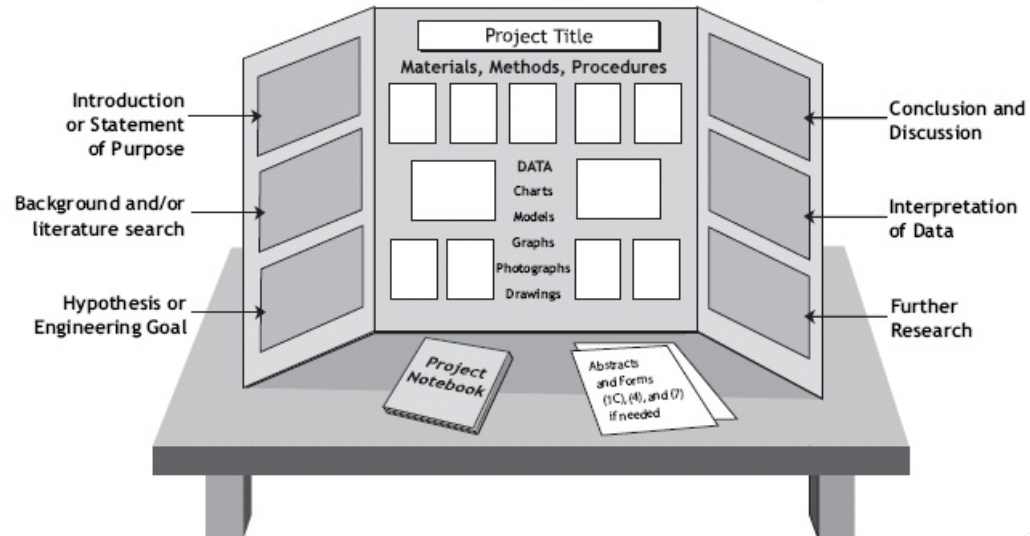 Project Title
Materials, Methods, Procedures
Introduction
or Statement
of Purpose
Background and/or
literature search
Hypothesis or
Engineering Goal
DATA
Charts
Models
Graphs
Photographs
Drawings
Conclusion and
Discussion
Interpretation
of Data
Further
Research
Project
Notebook
Abstracts
and Forms
(1C), (4), and (7)
if needed